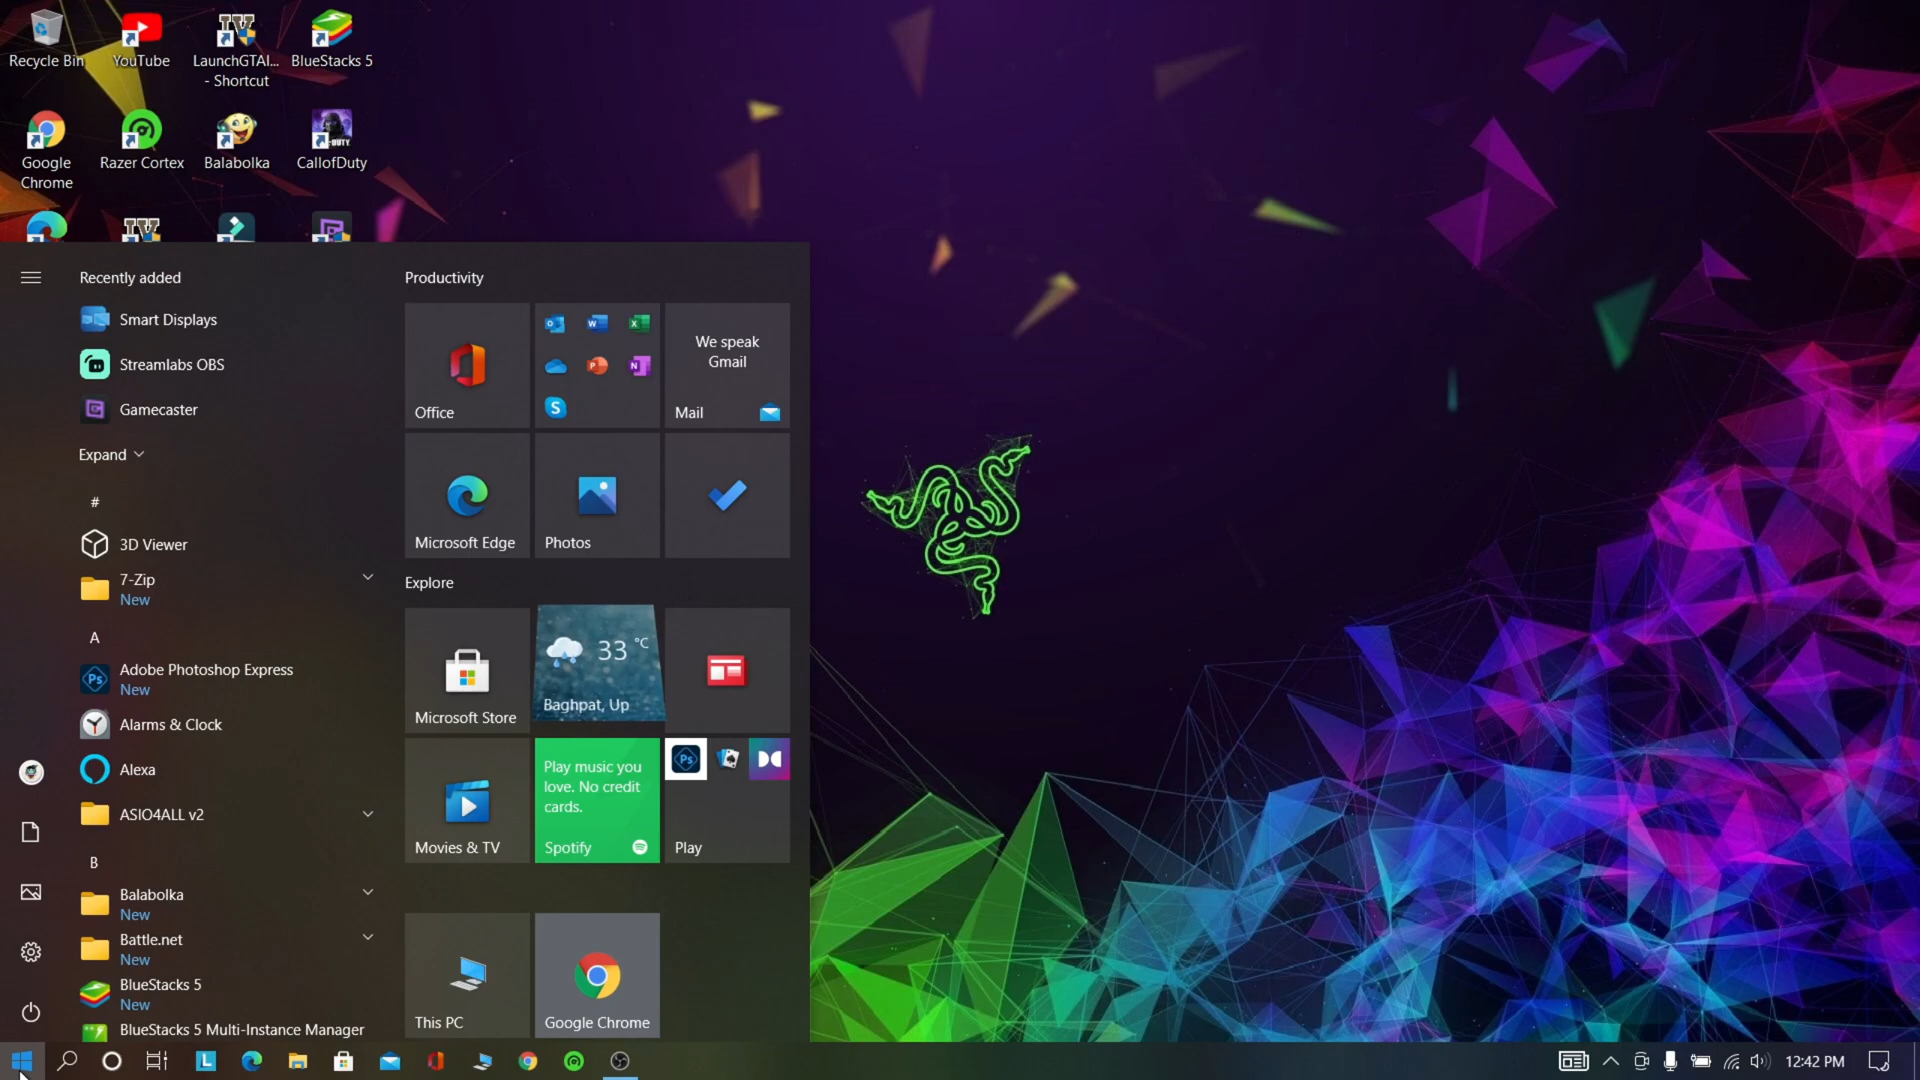 Recycle Bin
YouTube
LaunchGTAI...
- Shortcut
BlueStacks 5
Google
Chrome
Razer Cortex
Balabolka
CallofDuty
Recently added
Smart Displays
Streamlabs OBS
Gamecaster
Expand
#
3D Viewer
7-Zip
New
A
Adobe Photoshop Express
New
Alarms & Clock
Alexa
ASIO4ALL v2
B
Balabolka
New
Battle.net
New
BlueStacks 5
New
BlueStacks 5 Multi-Instance Manager
Productivity
Office
We speak
Gmail
Mail
Microsoft Edge
Photos
Explore
Microsoft Store
33 °C
Baghpat, Up
Movies & TV
Play music you
love. No credit
cards.
Spotify
Play
This PC
Google Chrome
12:42 PM